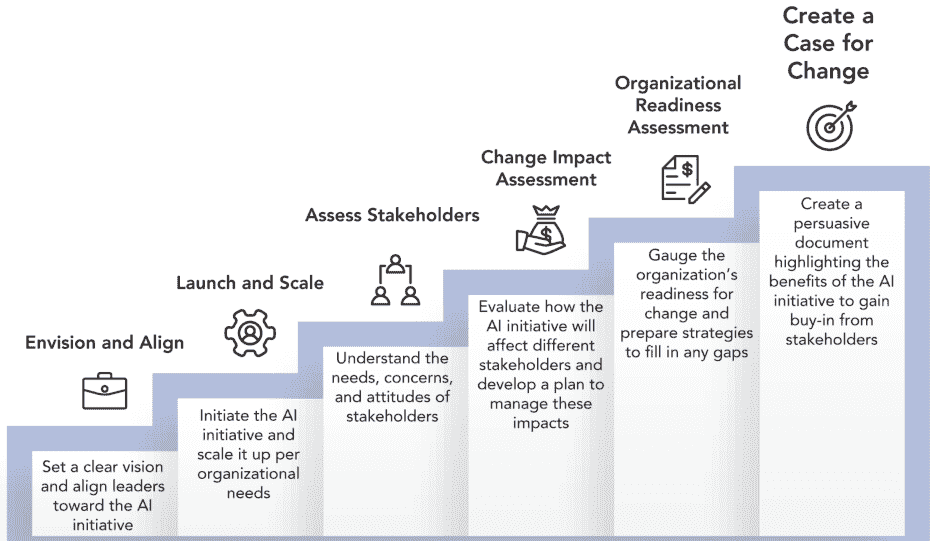 Envision and Align
Set a clear vision
and align leaders
toward the AI
initiative
Launch and Scale
Initiate the AI
initiative and
scale it up per
organizational
needs
Assess Stakeholders
Understand the
needs, concerns,
and attitudes of
stakeholders
Change Impact
Assessment
$
Evaluate how the
AI initiative will
affect different
stakeholders and
develop a plan to
manage these
impacts
Organizational
Readiness
Assessment
$
Gauge the
organization’s
readiness for
change and
prepare strategies
to fill in any gaps
Create a
Case for
Change
Create a
persuasive
document
highlighting the
benefits of the AI
initiative to gain
buy-in from
stakeholders